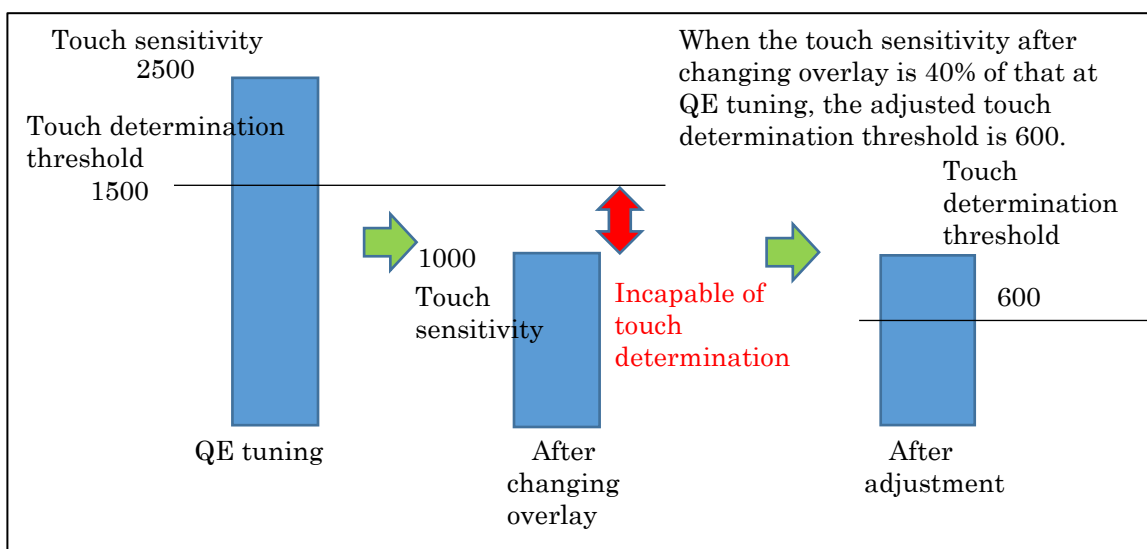 Touch sensitivity
2500
Touch determination
threshold
1500
QE tuning
1000
Touch
sensitivity
After
changing
overlay
Incapable of
touch
determination
When the touch sensitivity after
changing overlay is 40% of that at
QE tuning, the adjusted touch
determination threshold is 600.
Touch
determination
threshold
600
After
adjustment